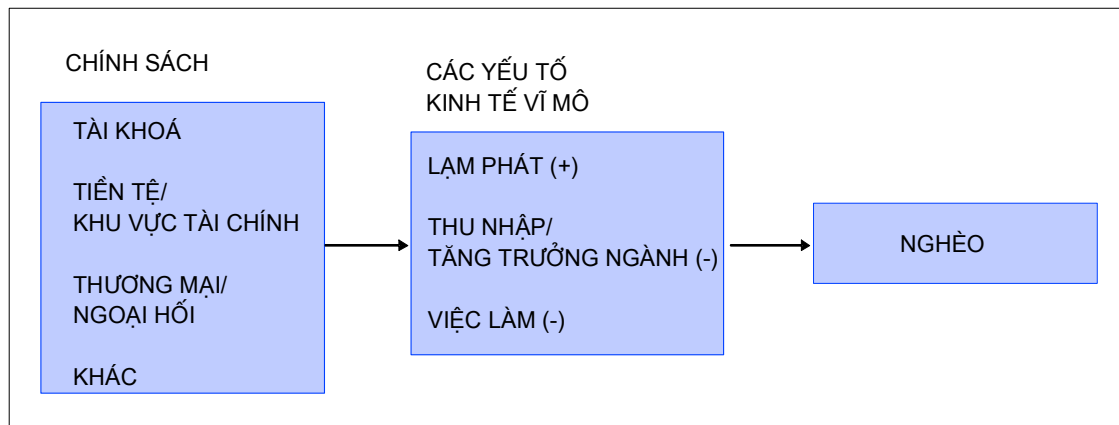 CHÍNH SÁCH
TÀI KHOÁ
TIỀN TỆ/
KHU VỰC TÀI CHÍNH
THƯƠNG MẠI/
NGOẠI HỐI
KHÁC
CÁC YẾU TỐ
KINH TẾ VĨ MÔ
LẠM PHÁT (+)
THU NHẬP/
TĂNG TRƯỞNG NGÀNH (-)
VIỆC LÀM (-)
NGHÈO